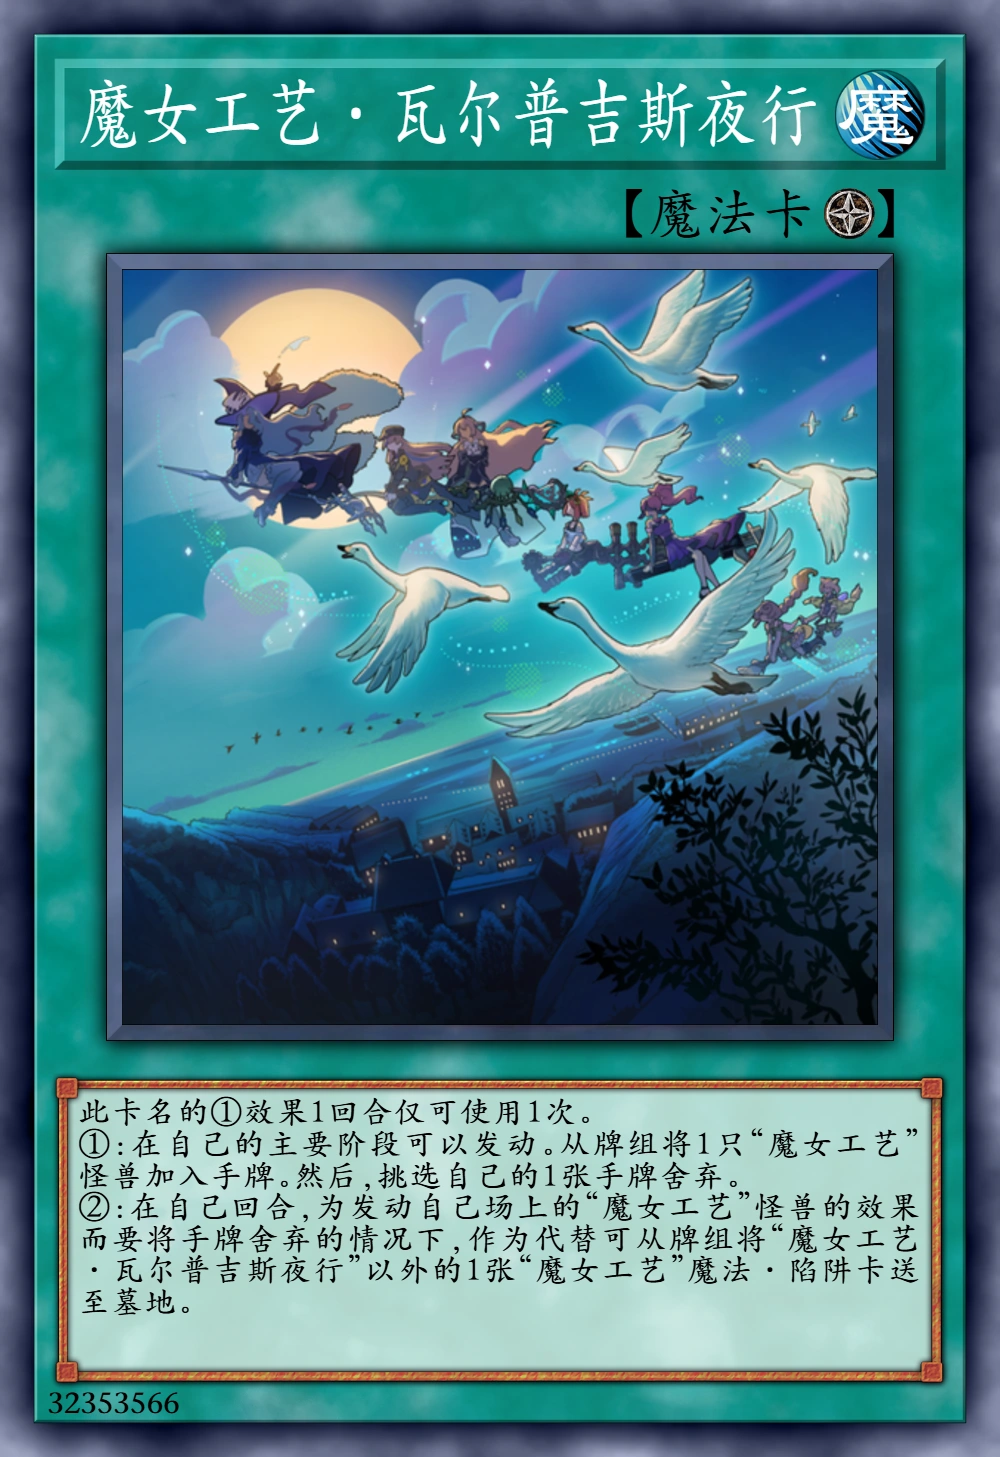 魔女工艺·瓦尔普吉斯夜行 魔
【魔法卡】
此卡名的①效果1回合仅可使用1次。
①:在自己的主要阶段可以发动。从牌组将1只“魔女工艺”
怪兽加入手牌。然后,挑选自己的1张手牌舍弃。
②:在自己回合,为发动自己场上的“魔女工艺”怪兽的效果
而要将手牌舍弃的情况下,作为代替可从牌组将“魔女工艺
·瓦尔普吉斯夜行”以外的1张“魔女工艺”魔法·陷阱卡送
至墓地。
32353566